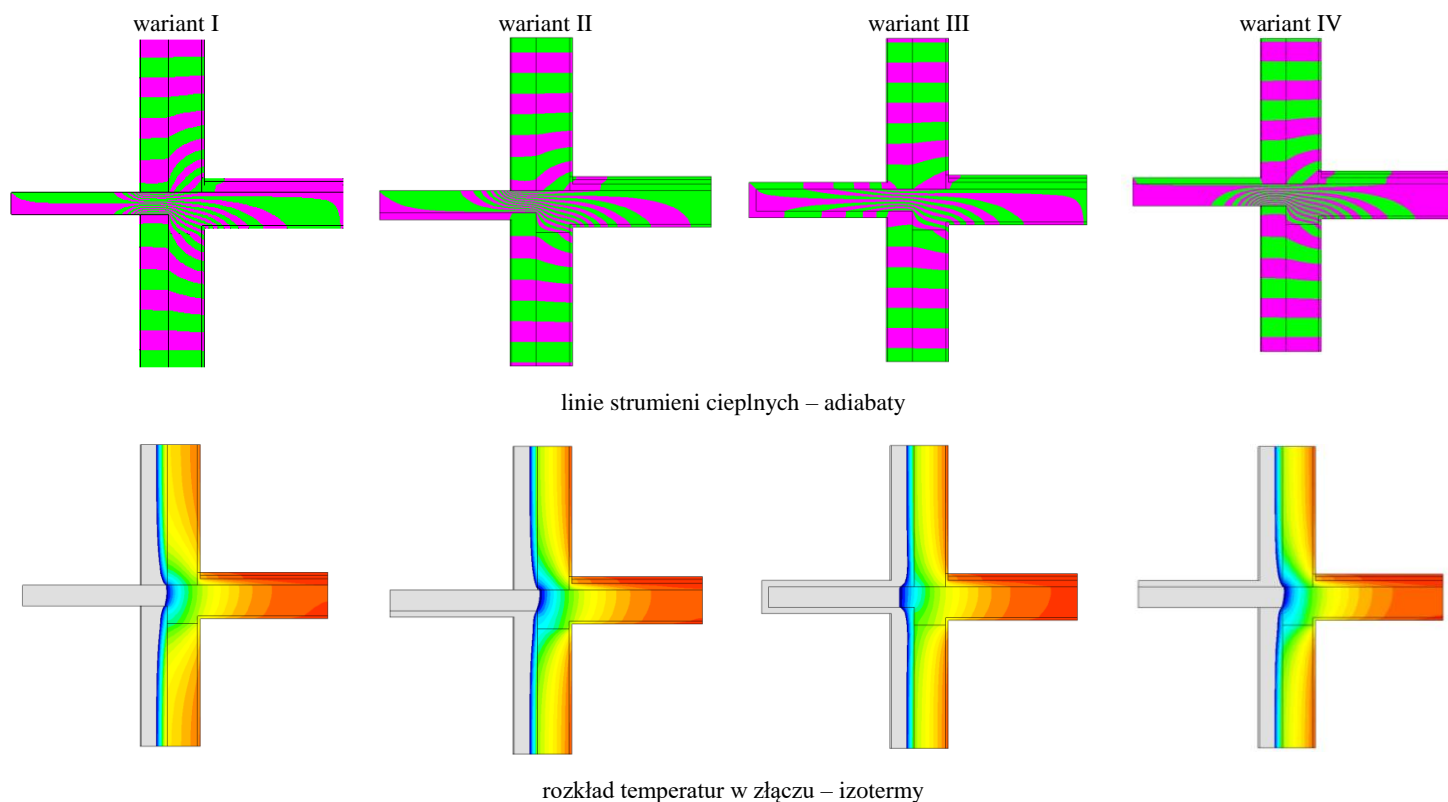 wariant I
wariant II
wariant III
wariant IV
linie strumieni cieplnych – adiabaty
rozkład temperatur w złączu – izotermy